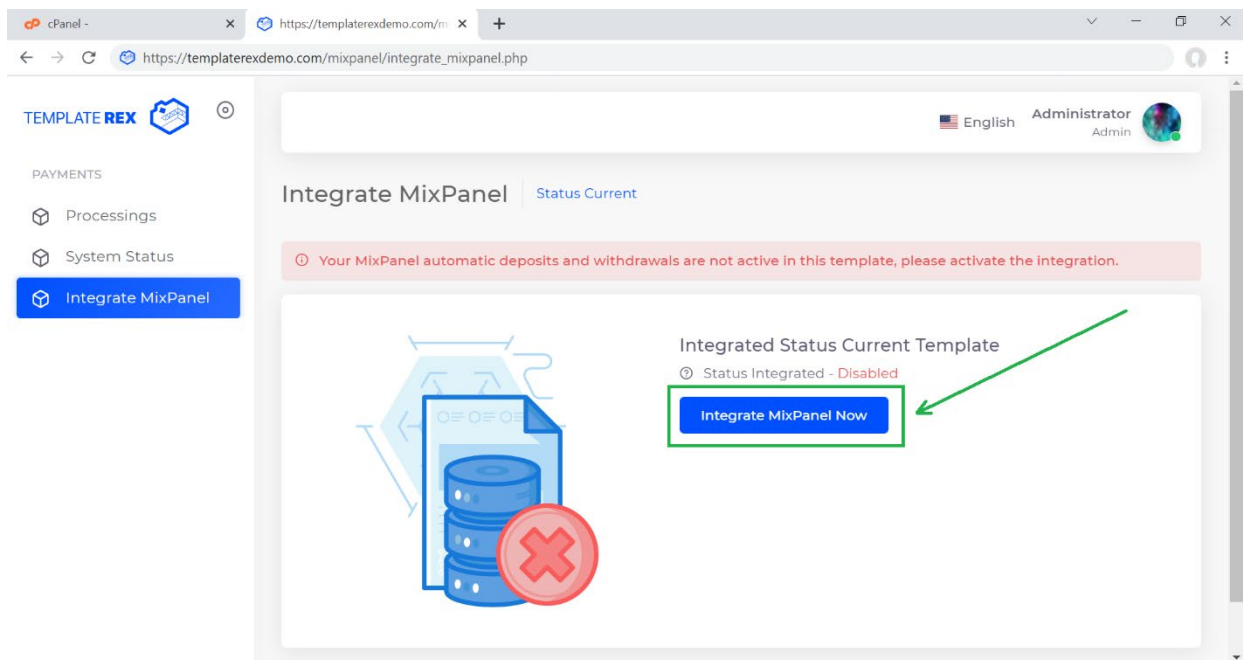 cPanel -
https://templaterexdemo.com/m
https://templaterexdemo.com/mixpanel/integrate_mixpanel.php
TEMPLATE REX
English
Administrator
Admin
PAYMENTS
Processings
System Status
Integrate MixPanel
Integrate MixPanel
Status Current
Your MixPanel automatic deposits and withdrawals are not active in this template, please activate the integration.
Integrated Status Current Template
Status Integrated - Disabled
Integrate MixPanel Now